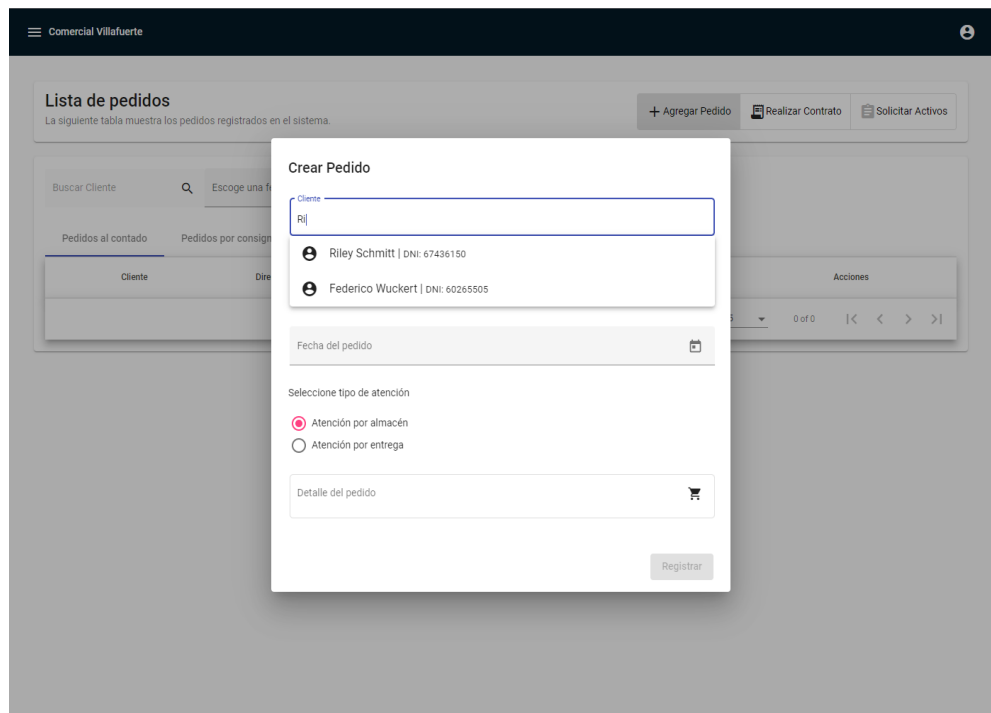 Comercial Villafuerte
Lista de pedidos
La siguiente tabla muestra los pedidos registrados en el sistema.
Agregar Pedido
Realizar Contrato
Solicitar Activos
Buscar Cliente
Escoge una fe
Pedidos al contado
Pedidos por consign
Cliente
Dire
Acciones
5
0 of 0
Crear Pedido
Cliente
Ri
Riley Schmitt | DNI: 67436150
Federico Wuckert | DNI: 60265505
Fecha del pedido
Seleccione tipo de atención
Atención por almacén
Atención por entrega
Detalle del pedido
Registrar